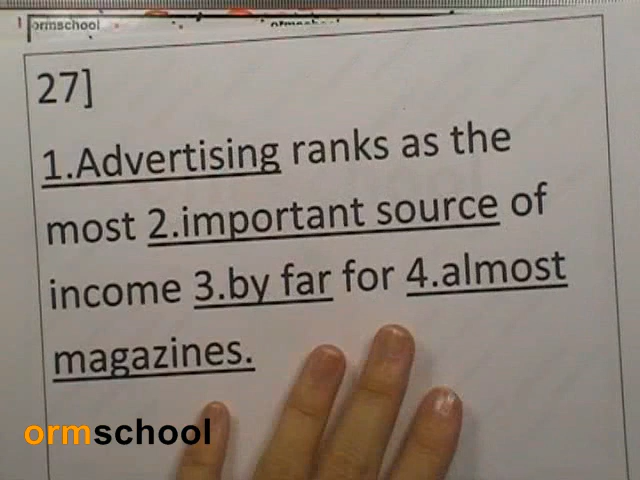 ormschool
27]
1.Advertising ranks as the
most 2.important source of
income 3.by far for 4.almost
magazines.
ormschool